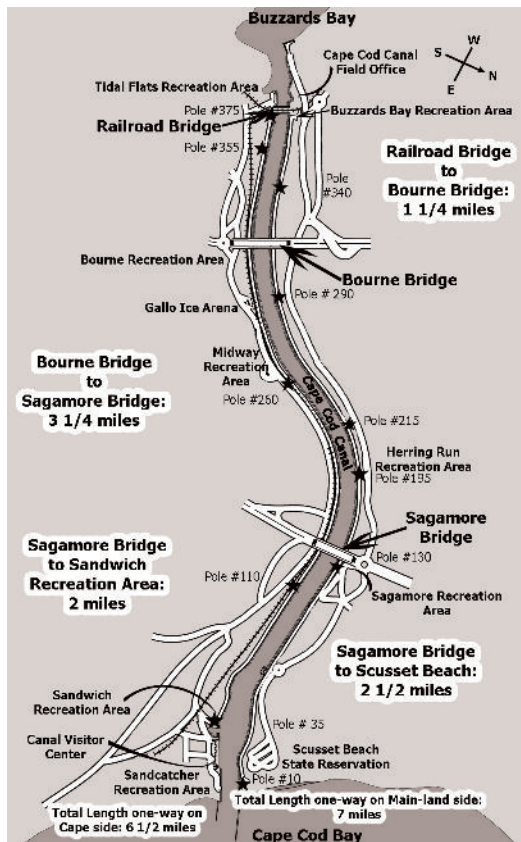 Buzzards Bay
Cape Cod Canal
Field Office
W
S
N
E
Tidal Flats Recreation Area
Pole #375
Buzzards Bay Recreation Area
Railroad Bridge
Pole #355
Railroad Bridge
to
Bourne Bridge:
1 1/4 miles
Pole
#340
Bourne Recreation Area
Bourne Bridge
Gallo Ice Arena
Pole # 290
Midway
Recreation
Area
Bourne Bridge
to
Sagamore Bridge:
3 1/4 miles
Pole #260
Cape Cod Canal
Pole #215
Herring Run
Recreation Area
Pole #195
Sagamore
Bridge
Sagamore Bridge
to Sandwich
Recreation Area:
2 miles
Pole #130
Pole #110
Sagamore Recreation
Area
Sagamore Bridge
to Scusset Beach:
2 1/2 miles
Sandwich
Recreation Area
Pole # 35
Canal Visitor
Center
Scusset Beach
State Reservation
Sandcatcher
Recreation Area
Pole #10
Total Length one-way on
Cape side: 6 1/2 miles
Total Length one-way on Main-land side:
7 miles
Cape Cod Bay